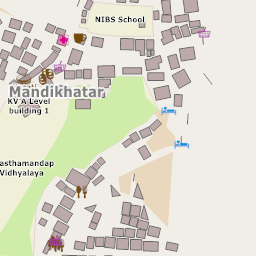 NIBS School
Mandikhatar
KV A Level
building 1
asthamandap
Vidhyalaya